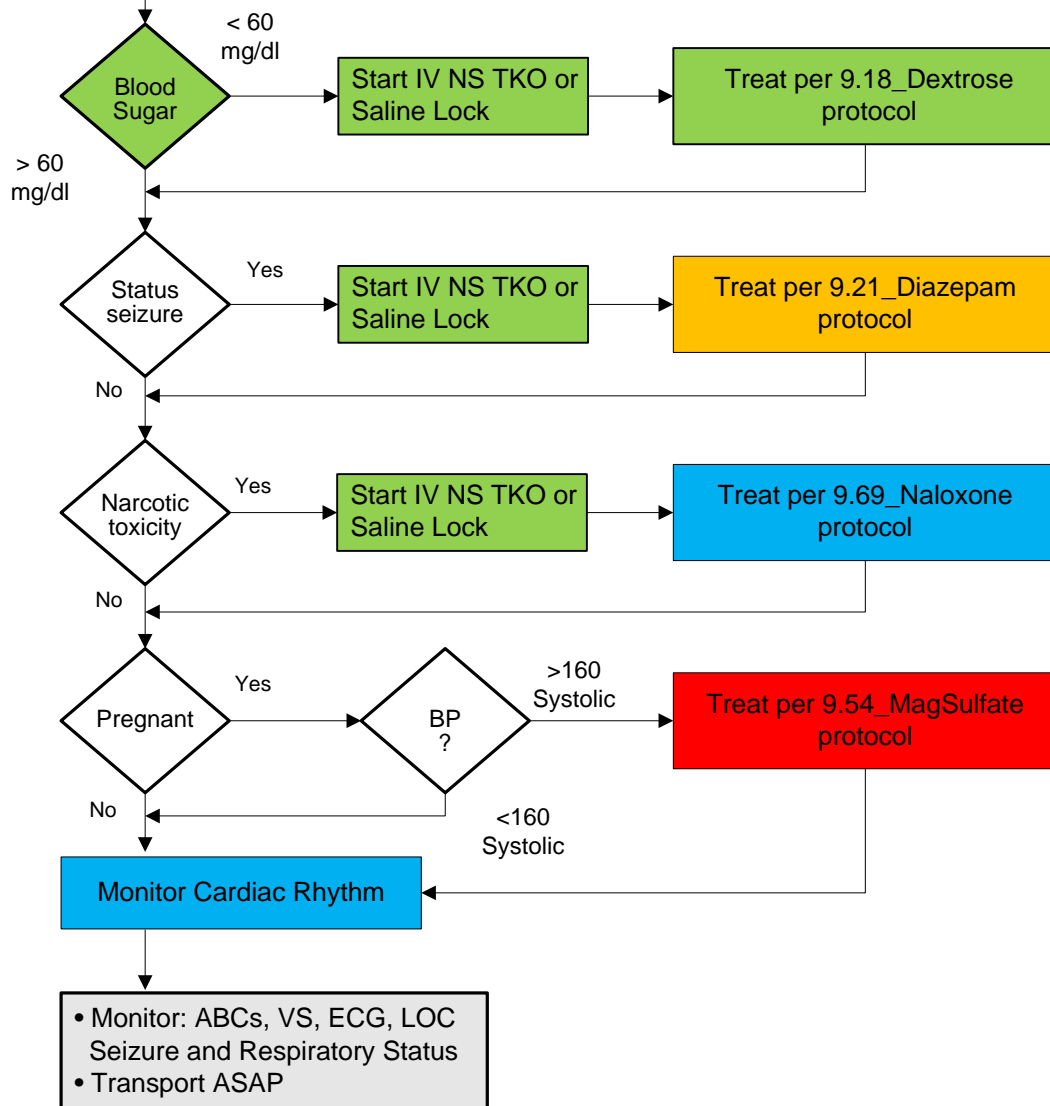 < 60
mg/dl
Blood
Sugar
Start IV NS TKO or
Saline Lock
Treat per 9.18_Dextrose
protocol
> 60
mg/dl
Status
seizure
Yes
Start IV NS TKO or
Saline Lock
Treat per 9.21_Diazepam
protocol
No
Narcotic
toxicity
Yes
Start IV NS TKO or
Saline Lock
Treat per 9.69_Naloxone
protocol
No
Pregnant
Yes
BP
?
>160
Systolic
Treat per 9.54_MagSulfate
protocol
No
<160
Systolic
Monitor Cardiac Rhythm
• Monitor: ABCs, VS, ECG, LOC
Seizure and Respiratory Status
• Transport ASAP